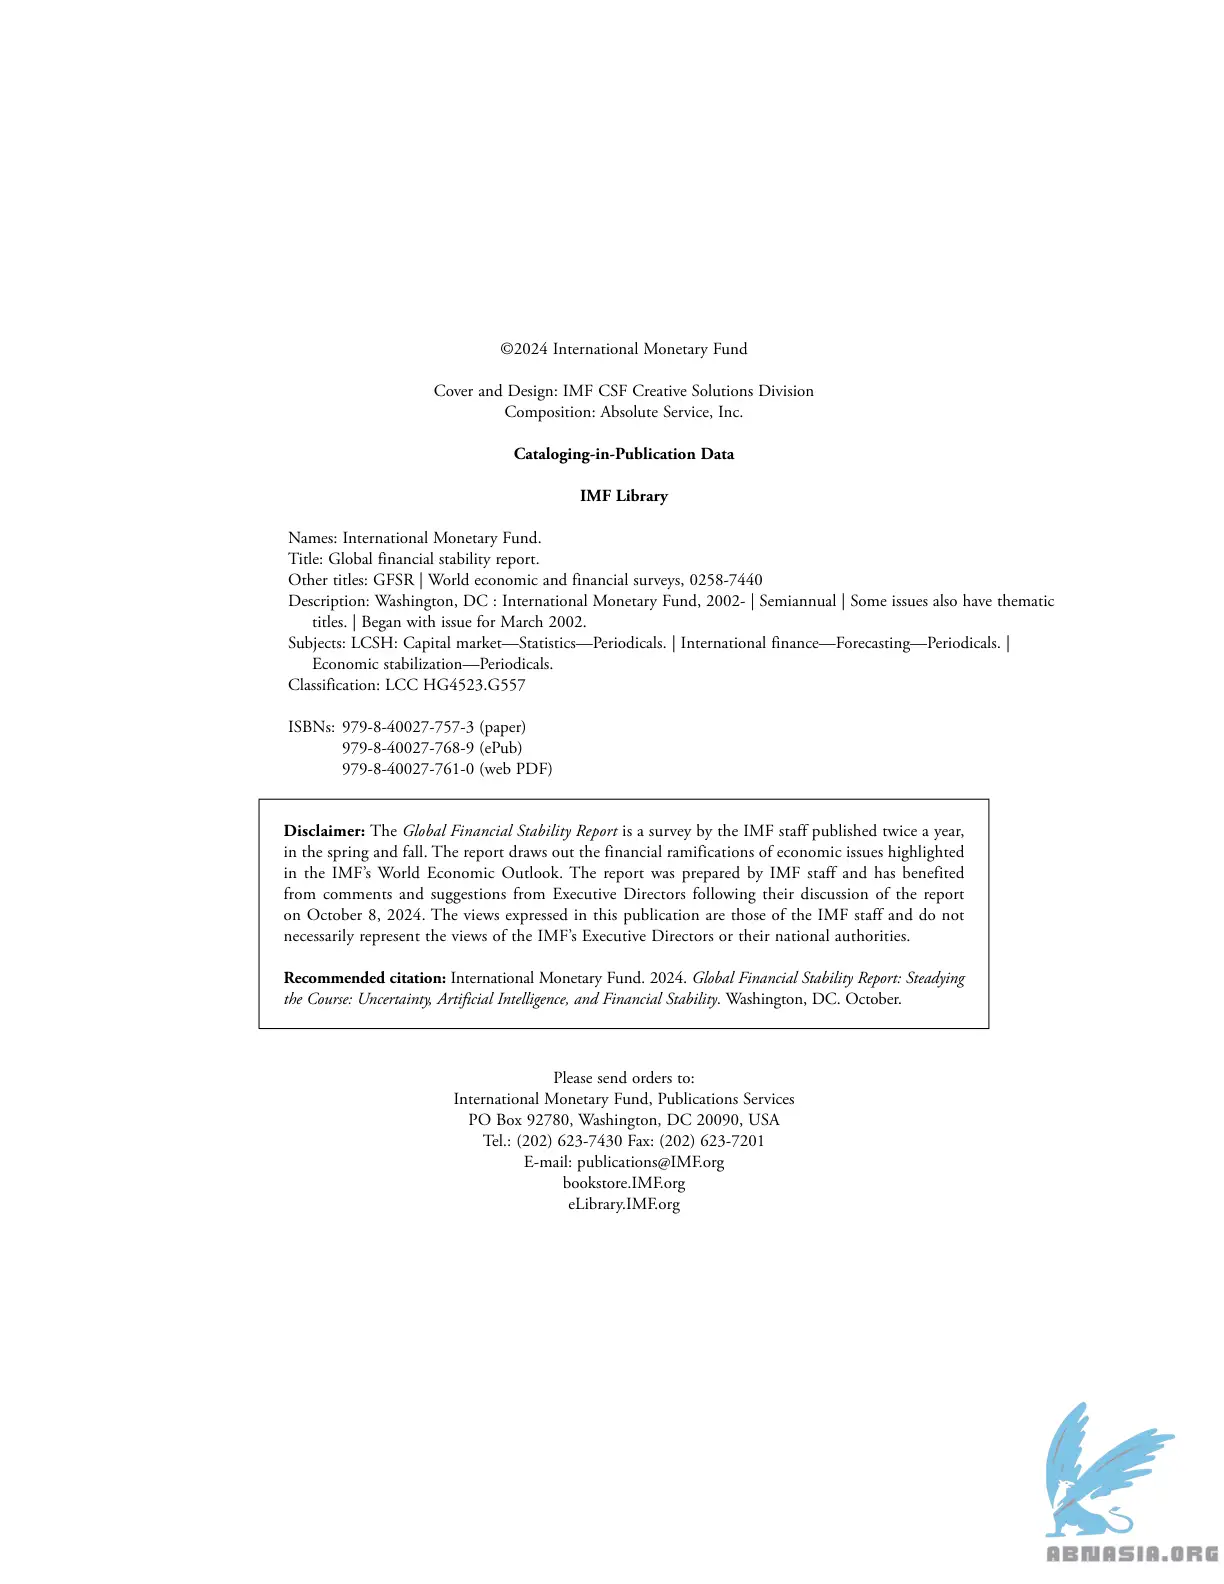 ©2024 International Monetary Fund
Cover and Design: IMF CSF Creative Solutions Division
Composition: Absolute Service, Inc.
Cataloging-in-Publication Data
IMF Library
Names: International Monetary Fund.
Title: Global financial stability report.
Other titles: GFSR | World economic and financial surveys, 0258-7440
Description: Washington, DC : International Monetary Fund, 2002- | Semiannual | Some issues also have thematic
titles. | Began with issue for March 2002.
Subjects: LCSH: Capital market—Statistics—Periodicals. | International finance—Forecasting—Periodicals. |
Economic stabilization—Periodicals.
Classification: LCC HG4523.G557
ISBNs: 979-8-40027-757-3 (paper)
979-8-40027-768-9 (ePub)
979-8-40027-761-0 (web PDF)
Disclaimer: The Global Financial Stability Report is a survey by the IMF staff published twice a year,
in the spring and fall. The report draws out the financial ramifications of economic issues highlighted
in the IMF's World Economic Outlook. The report was prepared by IMF staff and has benefited
from comments and suggestions from Executive Directors following their discussion of the report
on October 8, 2024. The views expressed in this publication are those of the IMF staff and do not
necessarily represent the views of the IMF's Executive Directors or their national authorities.
Recommended citation: International Monetary Fund. 2024. Global Financial Stability Report: Steadying
the Course: Uncertainty, Artificial Intelligence, and Financial Stability. Washington, DC. October.
Please send orders to:
International Monetary Fund, Publications Services
PO Box 92780, Washington, DC 20090, USA
Tel.: (202) 623-7430 Fax: (202) 623-7201
E-mail: publications@IMF.org
bookstore.IMF.org
eLibrary.IMF.org
ABNASIA.ORG